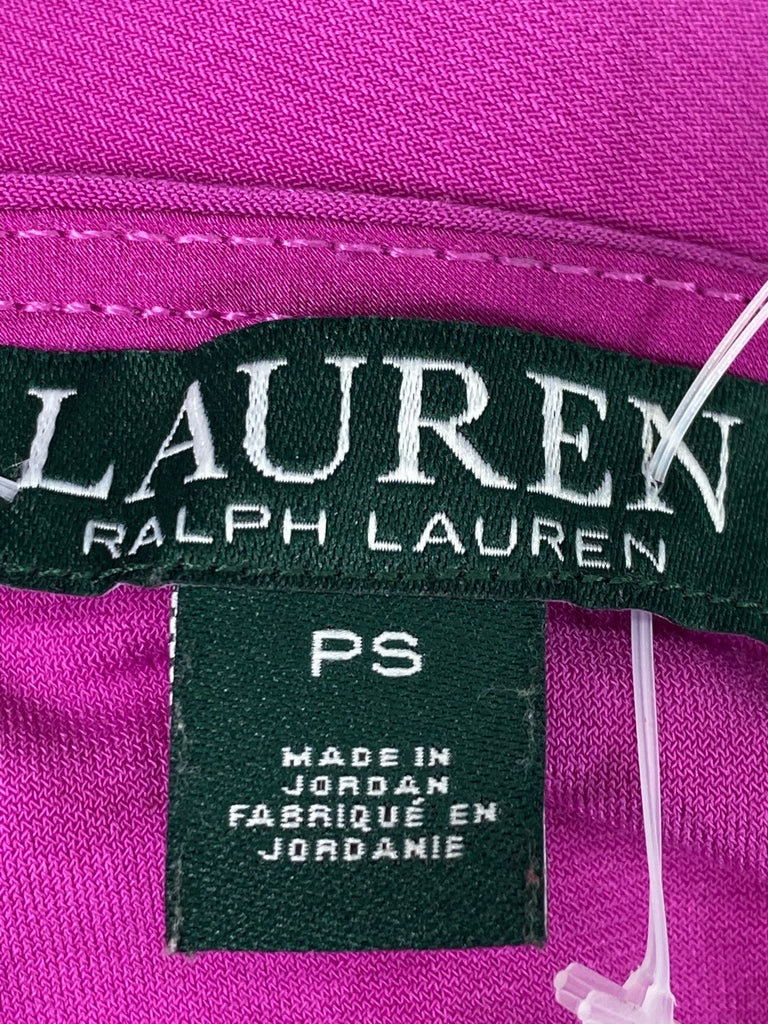 LAUREN
RALPH LAUREN
PS
MADE IN
JORDAN
FABRIQUÉ EN
JORDANIE